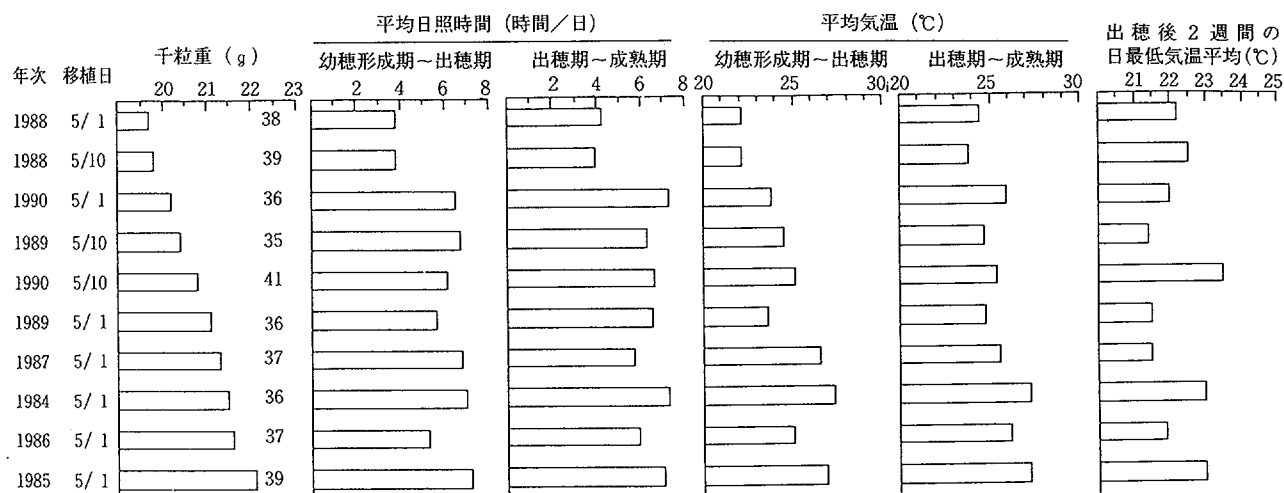 平均日照時間（時間／日）　平均気温（℃）
千粒重（g）　幼穂形成期～出穂期　出穂期～成熟期　幼穂形成期～出穂期　出穂期～成熟期　出穂後2週間の
年次　移植日　日最低気温平均(℃)
20 21 22 23　2 4 6 8　2 4 6 8　20 25 30　20 25 30　21 22 23 24 25
1988　5/ 1　38
1988　5/10　39
1990　5/ 1　36
1989　5/10　35
1990　5/10　41
1989　5/ 1　36
1987　5/ 1　37
1984　5/ 1　36
1986　5/ 1　37
1985　5/ 1　39